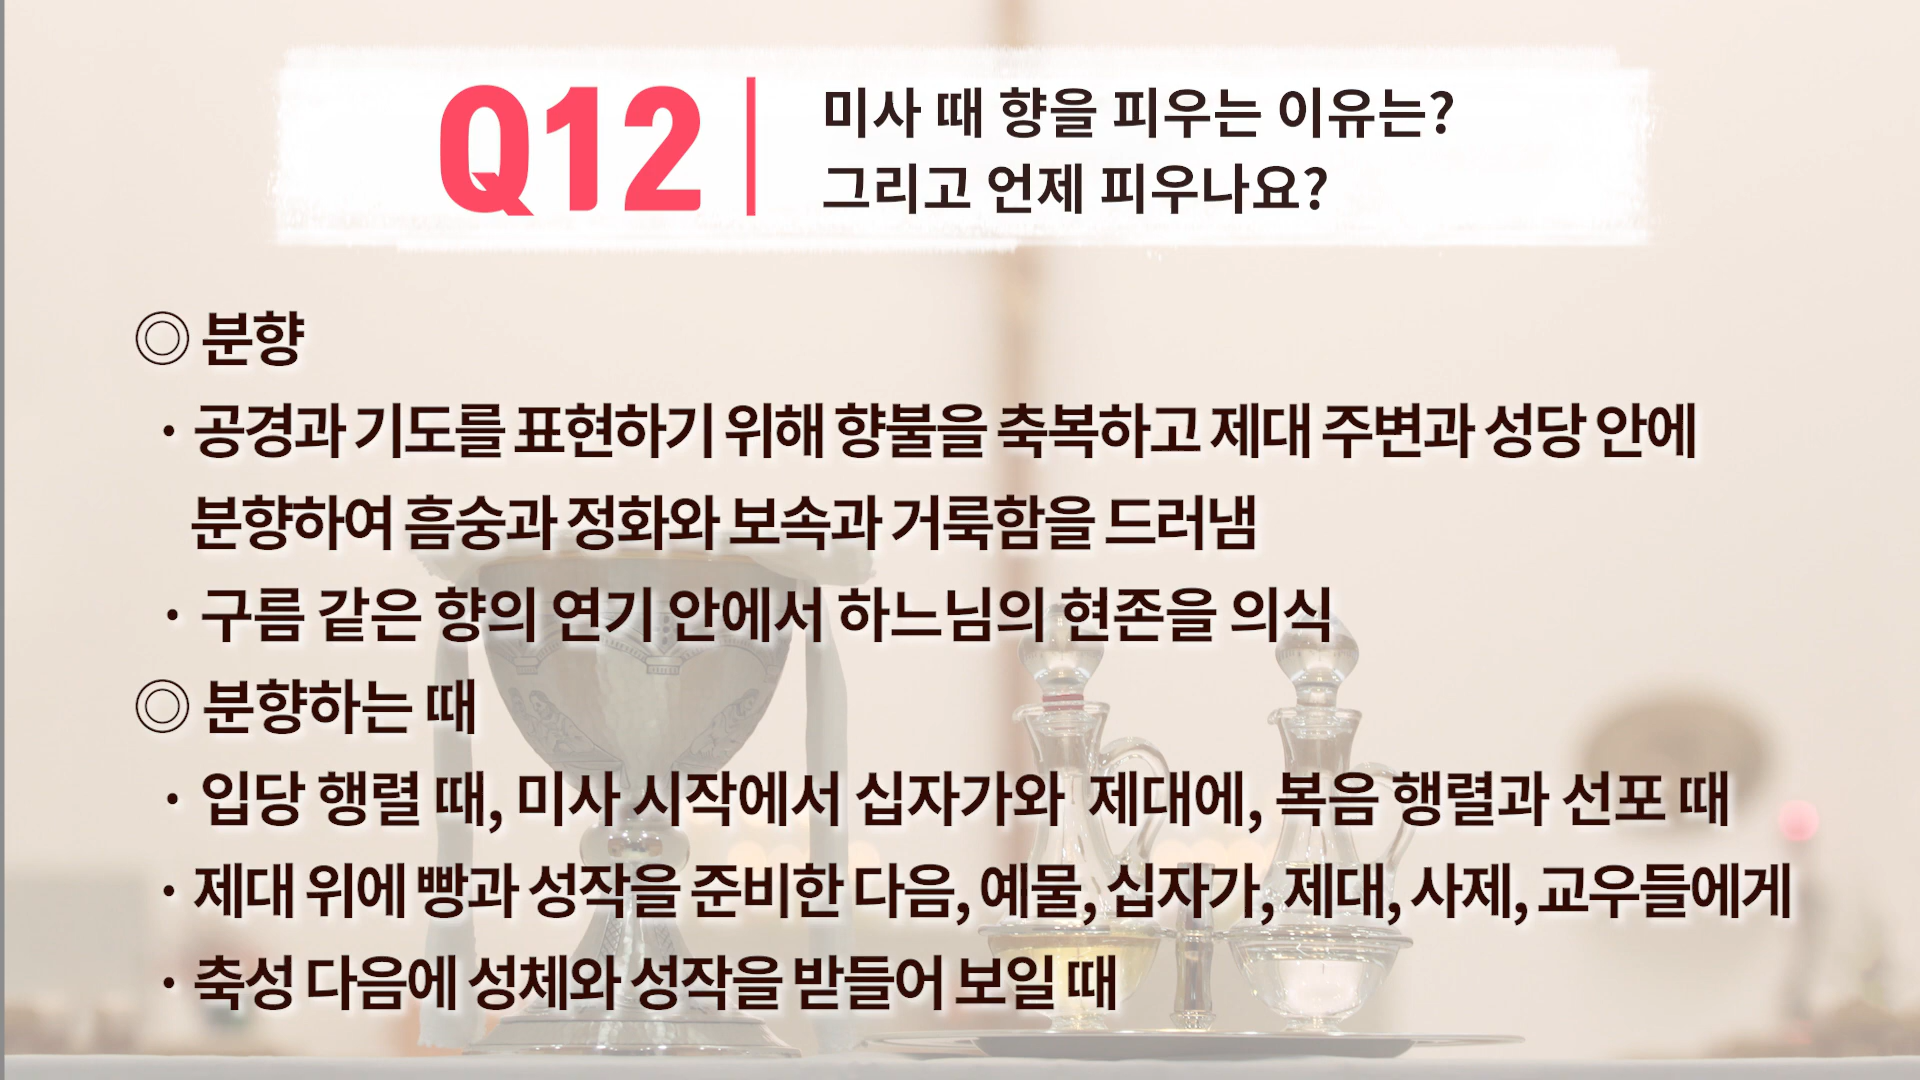 Q12
미사 때 향을 피우는 이유는?
그리고 언제 피우나요?
◎ 분향
· 공경과 기도를 표현하기 위해 향불을 축복하고 제대 주변과 성당 안에
분향하여 흠숭과 정화와 보속과 거룩함을 드러냄
· 구름 같은 향의 연기 안에서 하느님의 현존을 의식
◎ 분향하는 때
· 입당 행렬 때, 미사 시작에서 십자가와 제대에, 복음 행렬과 선포 때
· 제대 위에 빵과 성작을 준비한 다음, 예물, 십자가, 제대, 사제, 교우들에게
· 축성 다음에 성체와 성작을 받들어 보일 때